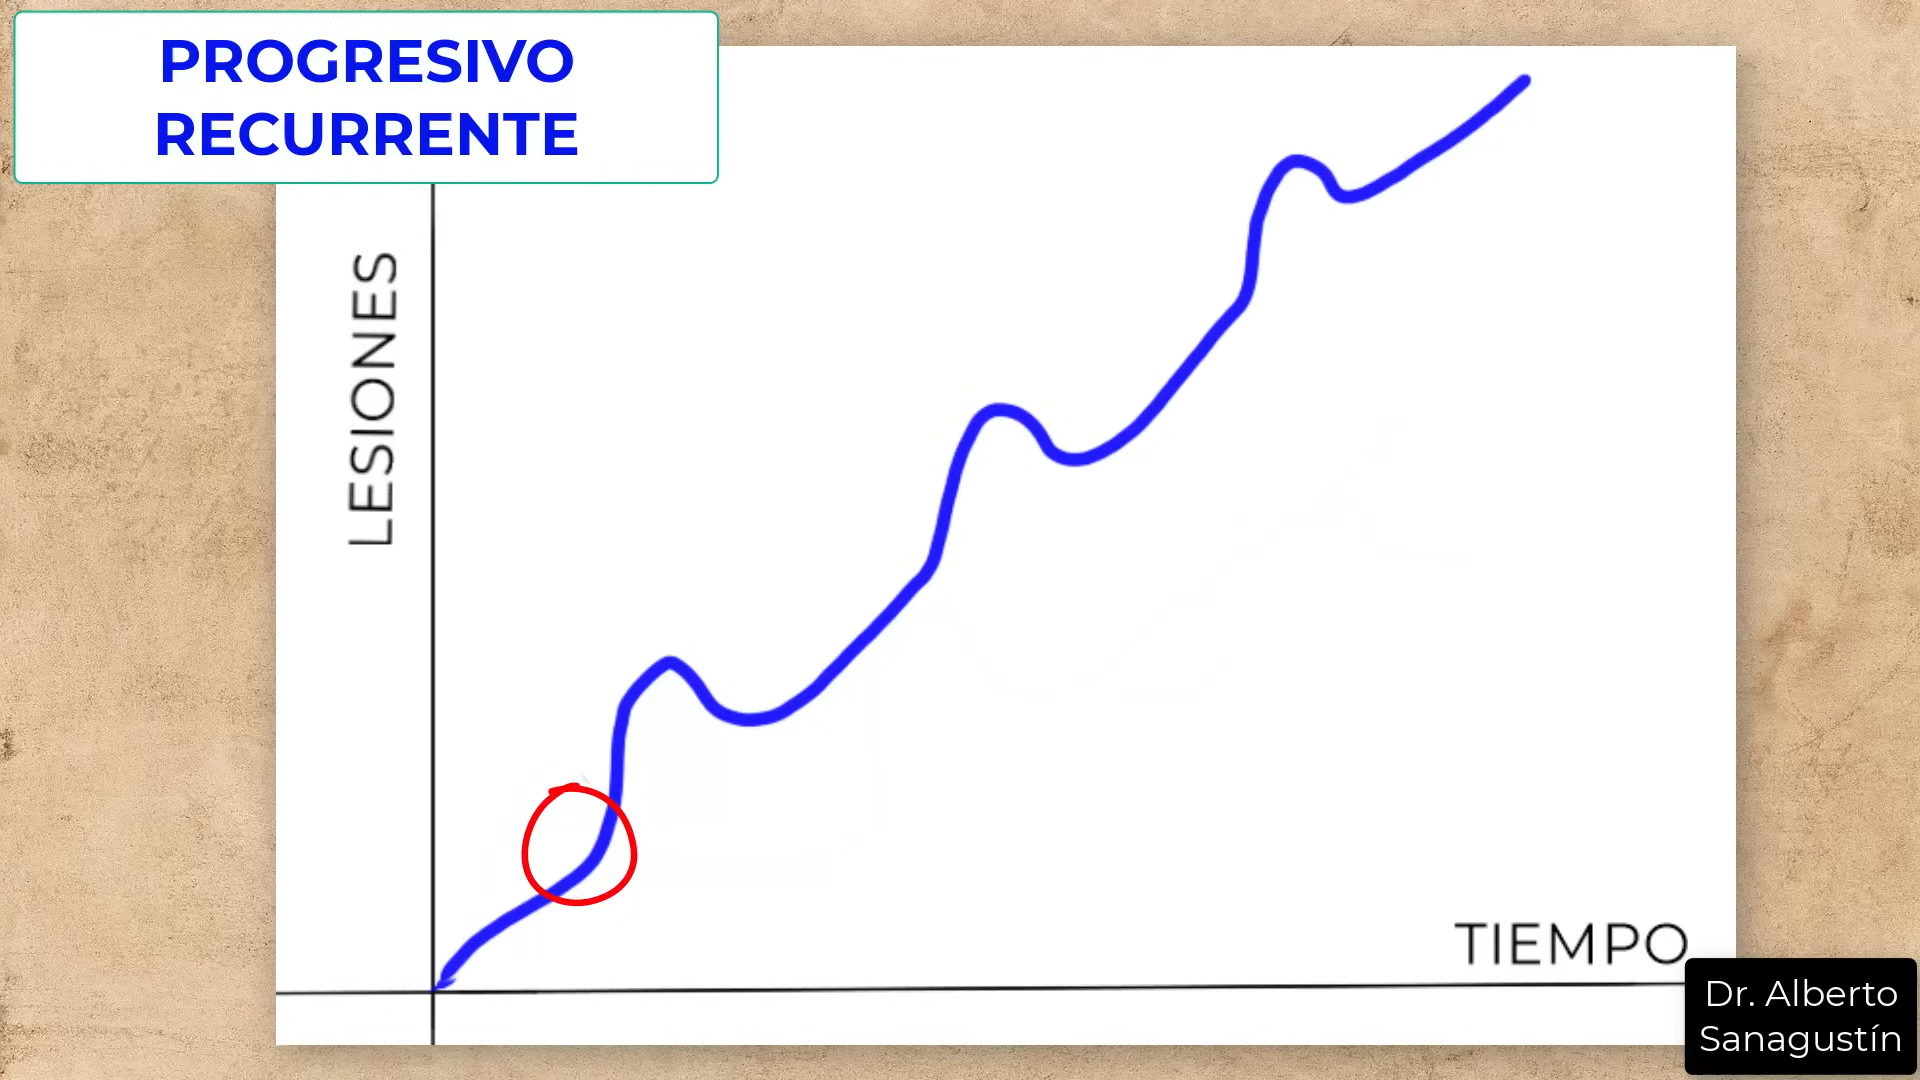 PROGRESIVO
RECURRENTE
LESIONES
TIEMPO
Dr. Alberto
Sanagustín